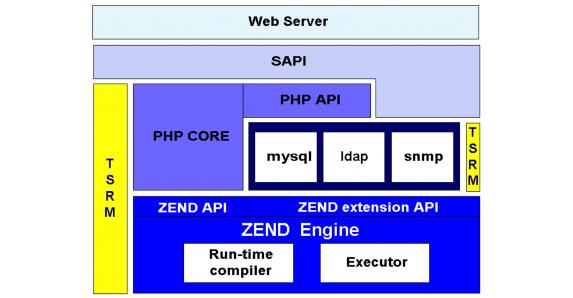 Web Server
SAPI
PHP API
PHP CORE
mysql
ldap
snmp
T
S
R
M
T
S
R
M
ZEND API
ZEND extension API
ZEND Engine
Run-time
compiler
Executor